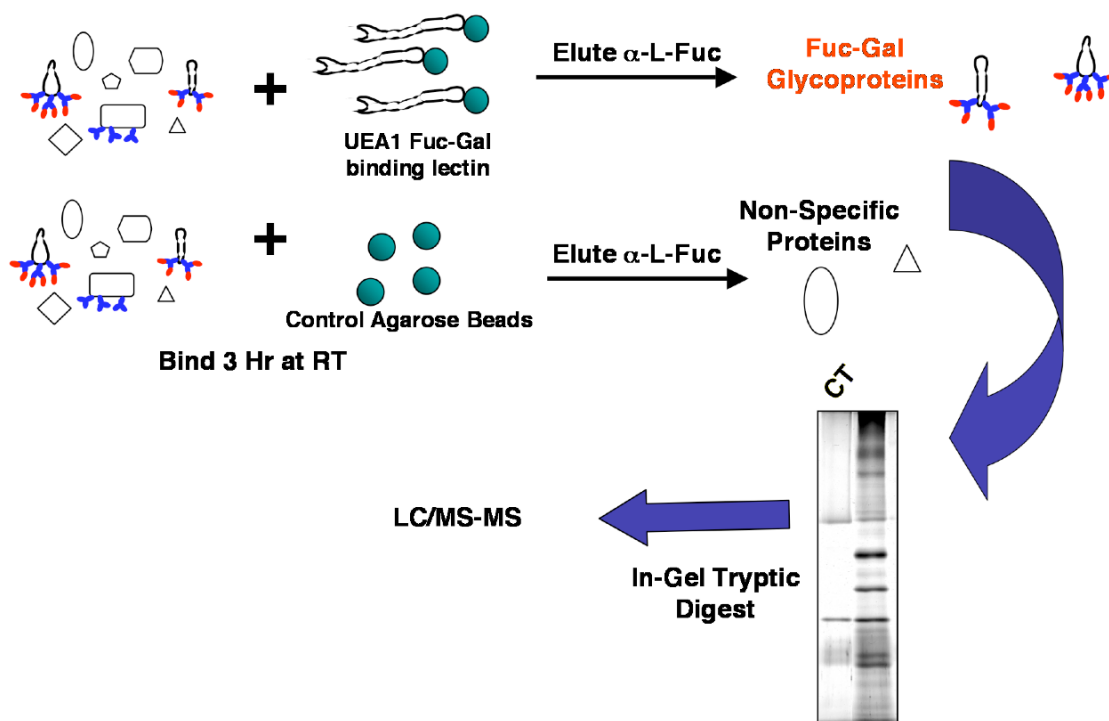 Elute α-L-Fuc
Fuc-Gal
Glycoproteins
+
UEA1 Fuc-Gal
binding lectin
+
Elute α-L-Fuc
Non-Specific
Proteins
Control Agarose Beads
Bind 3 Hr at RT
CT
LC/MS-MS
In-Gel Tryptic
Digest